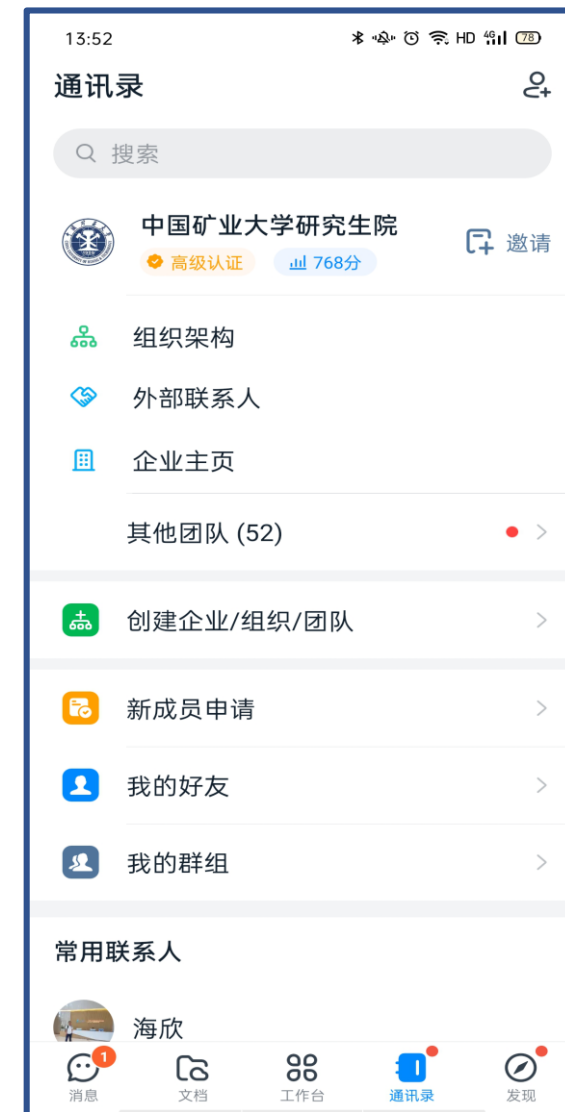 13:52 HD 4G 78
通讯录
搜索
中国矿业大学研究生院
高级认证 768分 邀请
组织架构
外部联系人
企业主页
其他团队 (52)
创建企业/组织/团队
新成员申请
我的好友
我的群组
常用联系人
海欣
1
消息 文档 工作台 通讯录 发现